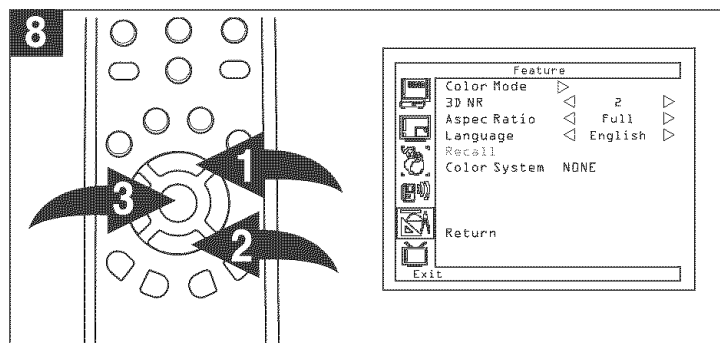 8
1
3
2
Feature
Color Mode ▷
3D NR ◁ 2 ▷
Aspec Ratio ◁ Full ▷
Language ◁ English ▷
Recall
Color System NONE
Return
Exit